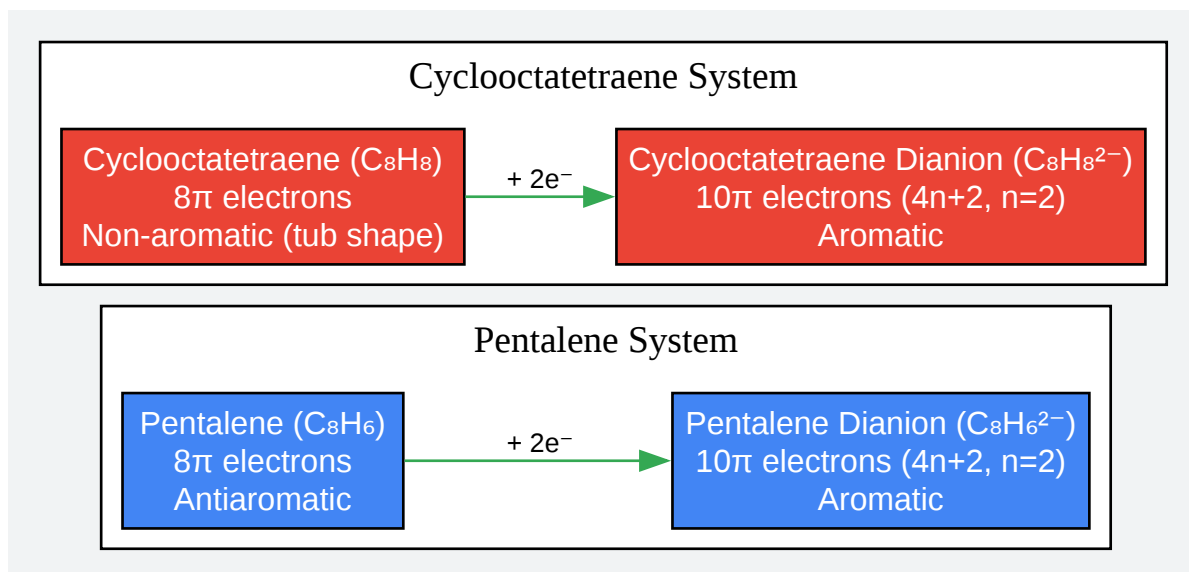 Cyclooctatetraene System
Cyclooctatetraene (C₈H₈)
8π electrons
Non-aromatic (tub shape)
+ 2e⁻
Cyclooctatetraene Dianion (C₈H₈²⁻)
10π electrons (4n+2, n=2)
Aromatic
Pentalene System
Pentalene (C₈H₆)
8π electrons
Antiaromatic
+ 2e⁻
Pentalene Dianion (C₈H₆²⁻)
10π electrons (4n+2, n=2)
Aromatic